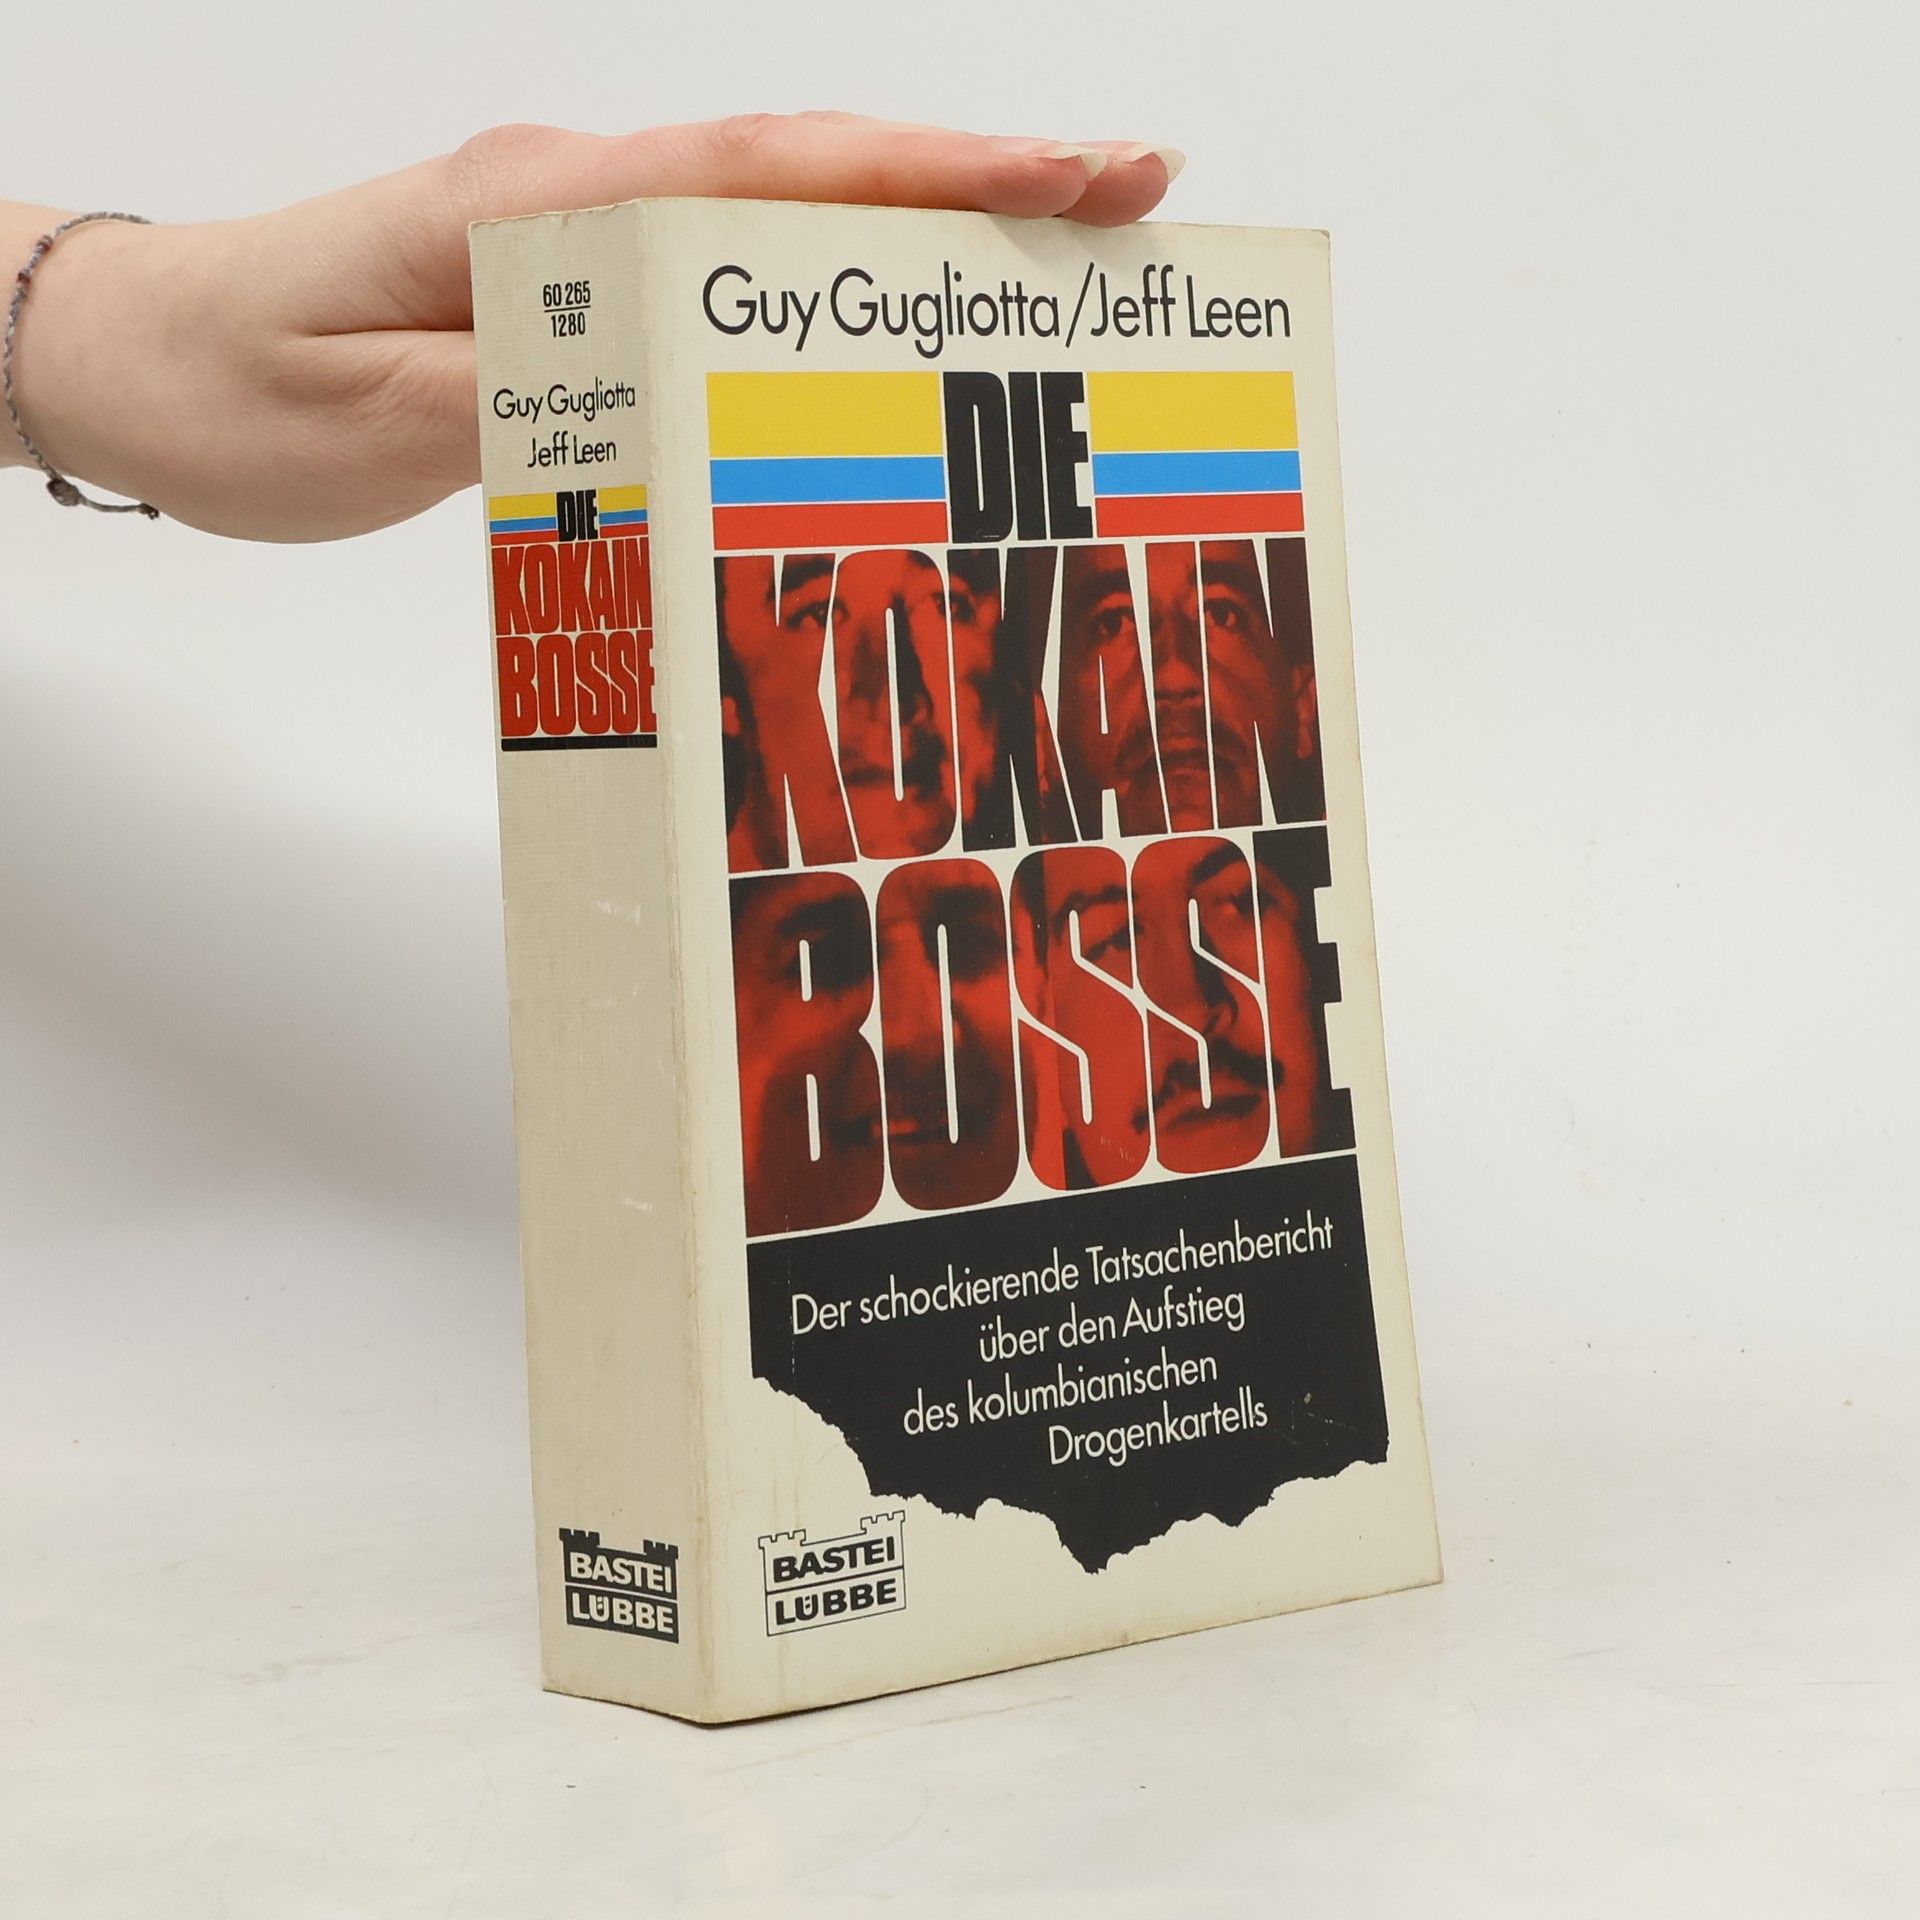 60 265
1280
Guy Gugliotta
Jeff Leen
DIE
KOKAIN
BOSSE
BASTEI
LÜBBE
Guy Gugliotta/Jeff Leen
DIE
KOKAIN
BOSSE
Der schockierende Tatsachenbericht
über den Aufstieg
des kolumbianischen
Drogenkartells
BASTEI
LÜBBE